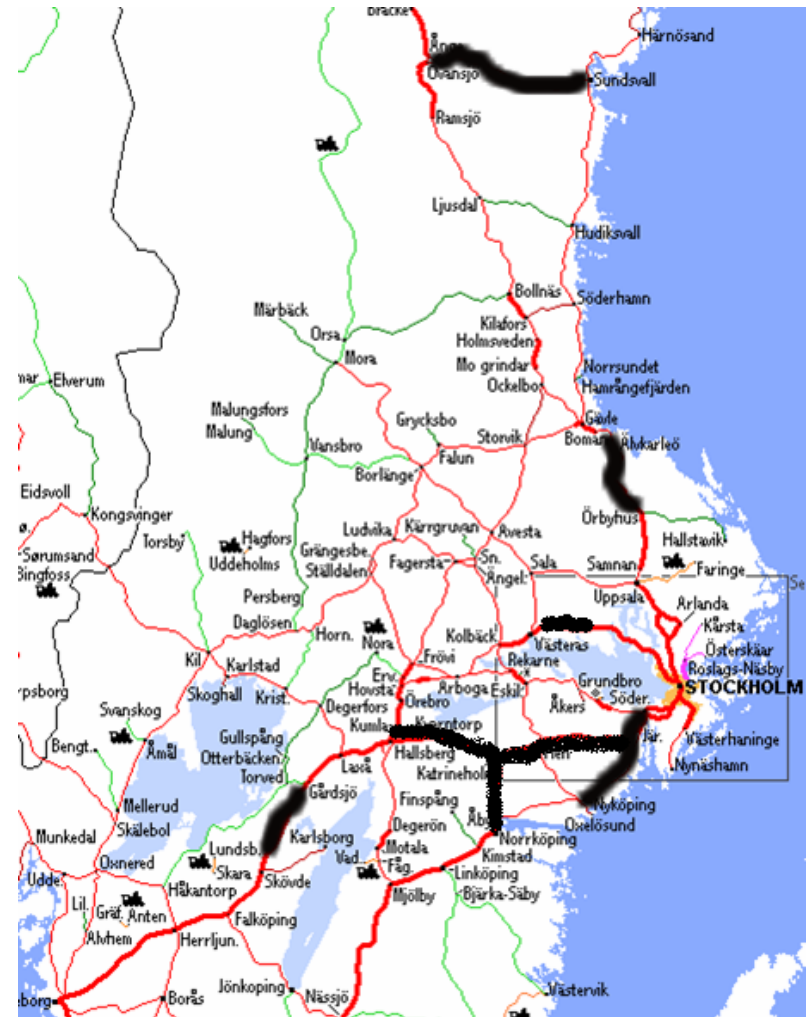 Bräcke
Härnösand
Ånge
Ovansjö
Sundsvall
Ramsjö
Ljusdal
Hudiksvall
Bollnäs
Söderhamn
Märbäck
Kilafors
Orsa
Holmsveden
Mora
Mo grindar
Norrsundet
Elverum
Ockelbo
Hamrångefjärden
Malungsfors
Grycksbo
Gävle
Malung
Storvik
Boman
Älvkarleö
Vansbro
Falun
Borlänge
Eidsvoll
Kongsvinger
Örbyhus
Torsby
Ludvika
Kärrgruvan
Avesta
Hallstavik
Sørumsand
Hagfors
Grängesbe.
Bingfoss
Uddeholms
Ställdalen
Fagersta
Sn.
Sala
Samnan
Faringe
Ängel.
Se
Persberg
Uppsala
Arlanda
Daglösen
Horn.
Nora
Kolbäck
Kårsta
Västeras
Kil
Frövi
Österskäar
Karlstad
Rekarne
Roslags-Näsby
Erv.
Grundbro
STOCKHOLM
Skoghall
Krist.
Hovsta
Arboga
Eskil.
Söder.
Svanskog
Degerfors
Örebro
Åkers
Gullspång
Kumla
Kvarntorp
Jär.
Västerhaninge
Bengt.
Åmål
Otterbäcken
Hallsberg
Torved
Laxå
Katrineholm
Nynäshamn
Mellerud
Gårdsjö
Finspång
Nyköping
Skälebol
Karlsborg
Degerön
Åby
Oxelösund
Munkedal
Lundsb.
Motala
Norrköping
Oxnered
Skara
Vad.
Fåg.
Kimstad
Udde
Håkantorp
Skövde
Linköping
Lil.
Gräf.
Anten
Mjölby
Bjärka-Säby
Falköping
Alvhem
Herrljun.
Jönkoping
Västervik
borg
Borås
Nässjö